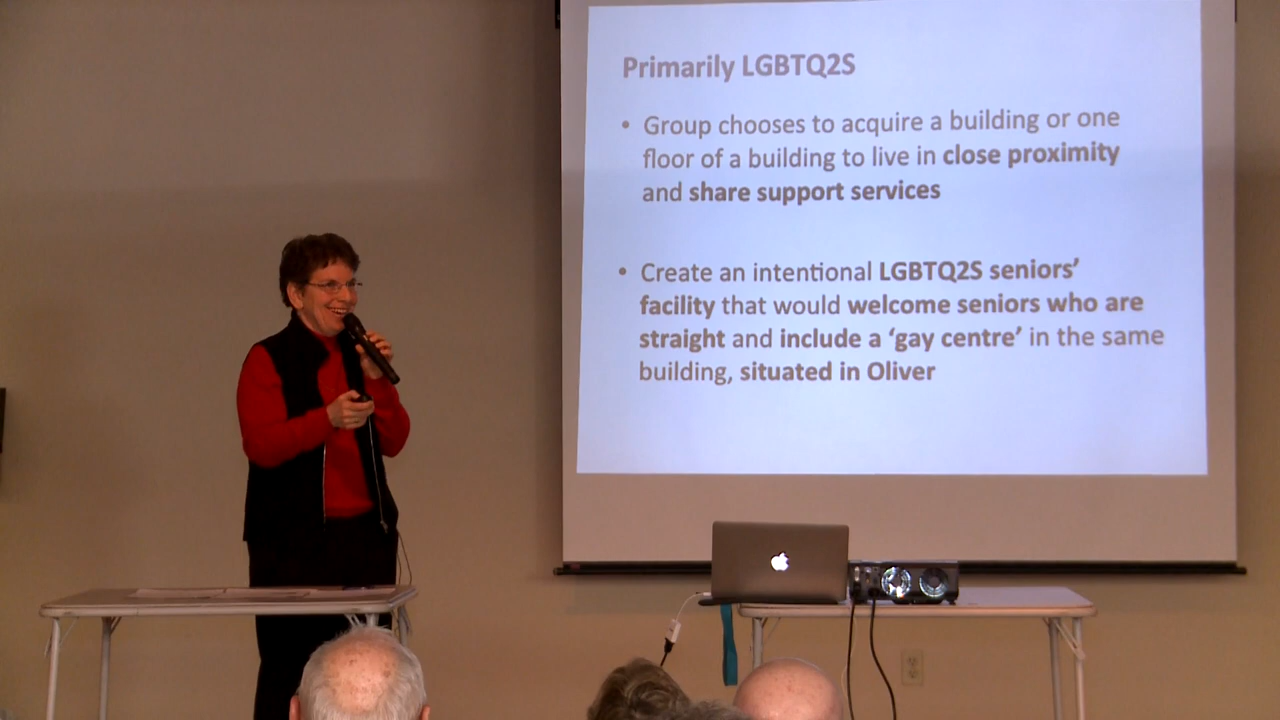 Primarily LGBTQ2S
• Group chooses to acquire a building or one
floor of a building to live in close proximity
and share support services
• Create an intentional LGBTQ2S seniors’
facility that would welcome seniors who are
straight and include a ‘gay centre’ in the same
building, situated in Oliver